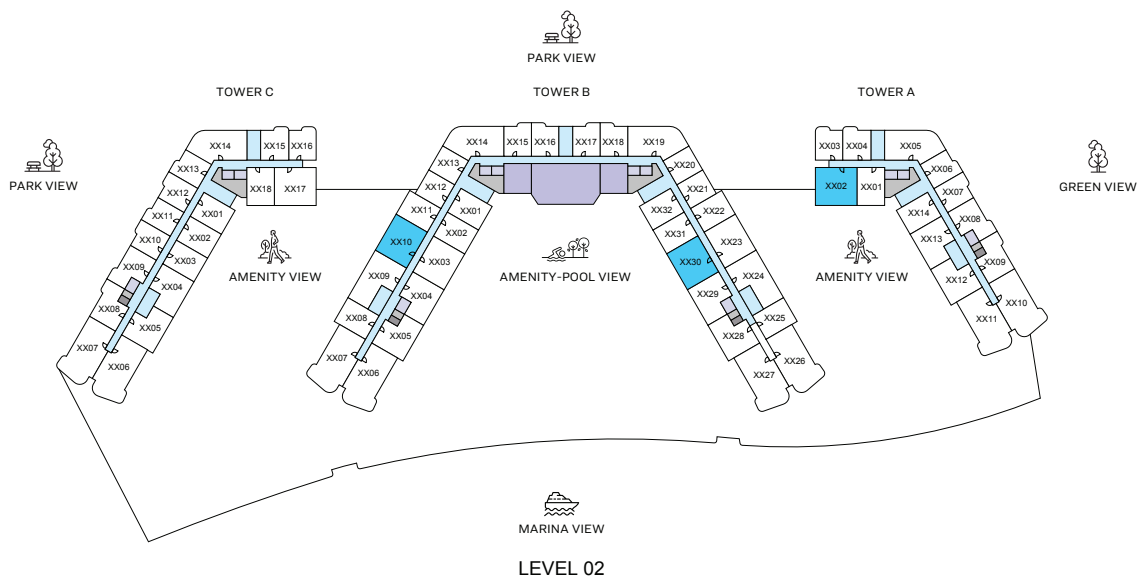 PARK VIEW
TOWER C
TOWER B
TOWER A
PARK VIEW
GREEN VIEW
XX14
XX15
XX16
XX13
XX12
XX11
XX10
XX09
XX08
XX07
XX06
XX05
XX04
XX03
XX02
XX01
XX18
XX17
AMENITY VIEW
XX14
XX15
XX16
XX17
XX18
XX19
XX13
XX12
XX11
XX10
XX09
XX08
XX07
XX06
XX05
XX04
XX03
XX02
XX01
AMENITY-POOL VIEW
XX20
XX21
XX22
XX23
XX24
XX25
XX26
XX27
XX28
XX29
XX30
XX31
XX32
AMENITY VIEW
XX03
XX04
XX05
XX02
XX01
XX06
XX07
XX08
XX09
XX10
XX11
XX12
XX13
XX14
MARINA VIEW
LEVEL 02